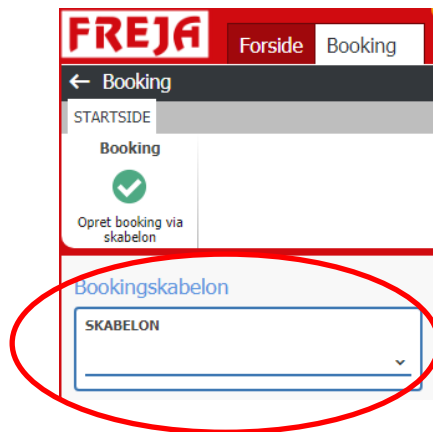 FREJA
Forside Booking
← Booking
STARTSIDE
Booking
Opret booking via
skabelon
Bookingskabelon
SKABELON